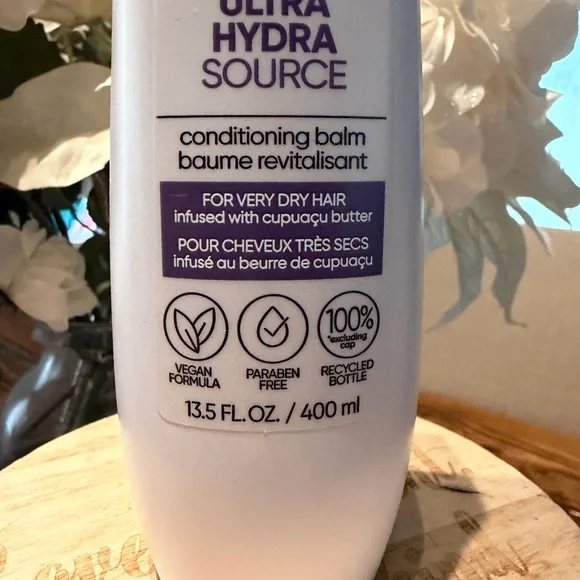 ULTRA
HYDRA
SOURCE
conditioning balm
baume revitalisant
FOR VERY DRY HAIR
infused with cupuaçu butter
POUR CHEVEUX TRÈS SECS
infusé au beurre de cupuaçu
100%
*excluding
cap
VEGAN
FORMULA
PARABEN
FREE
RECYCLED
BOTTLE
13.5 FL.OZ. / 400 ml